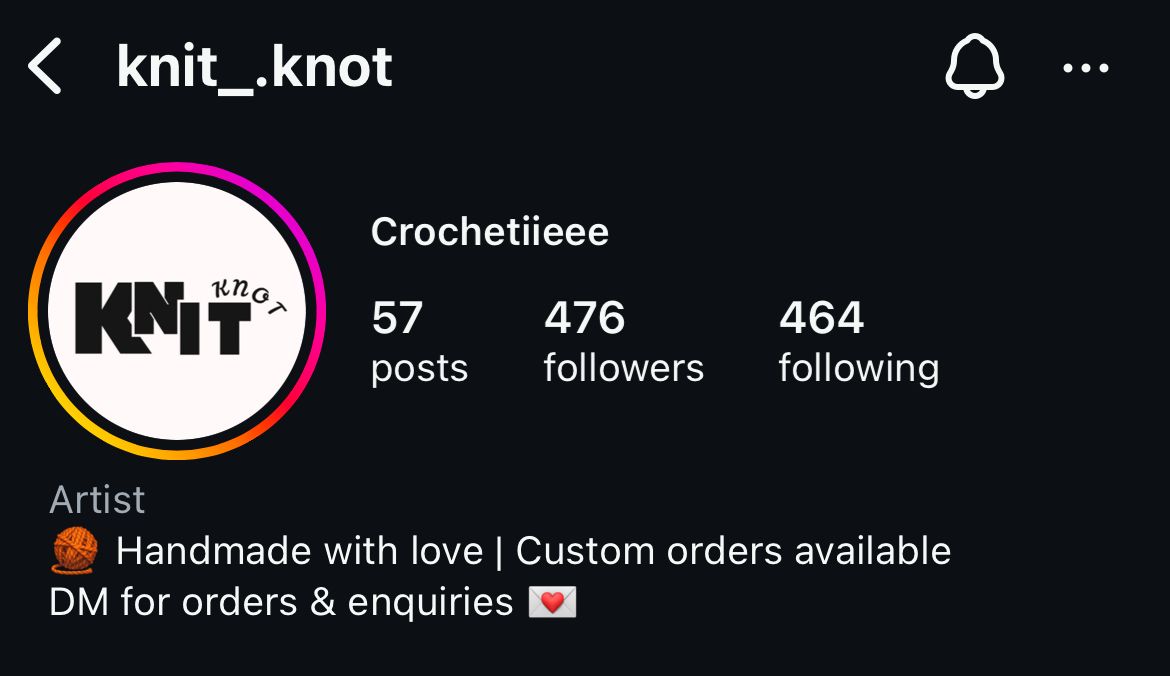 knit_.knot
KNIT KNOT
Crochetiieee
57 476 464
posts followers following
Artist
🧶 Handmade with love | Custom orders available
DM for orders & enquiries 💌